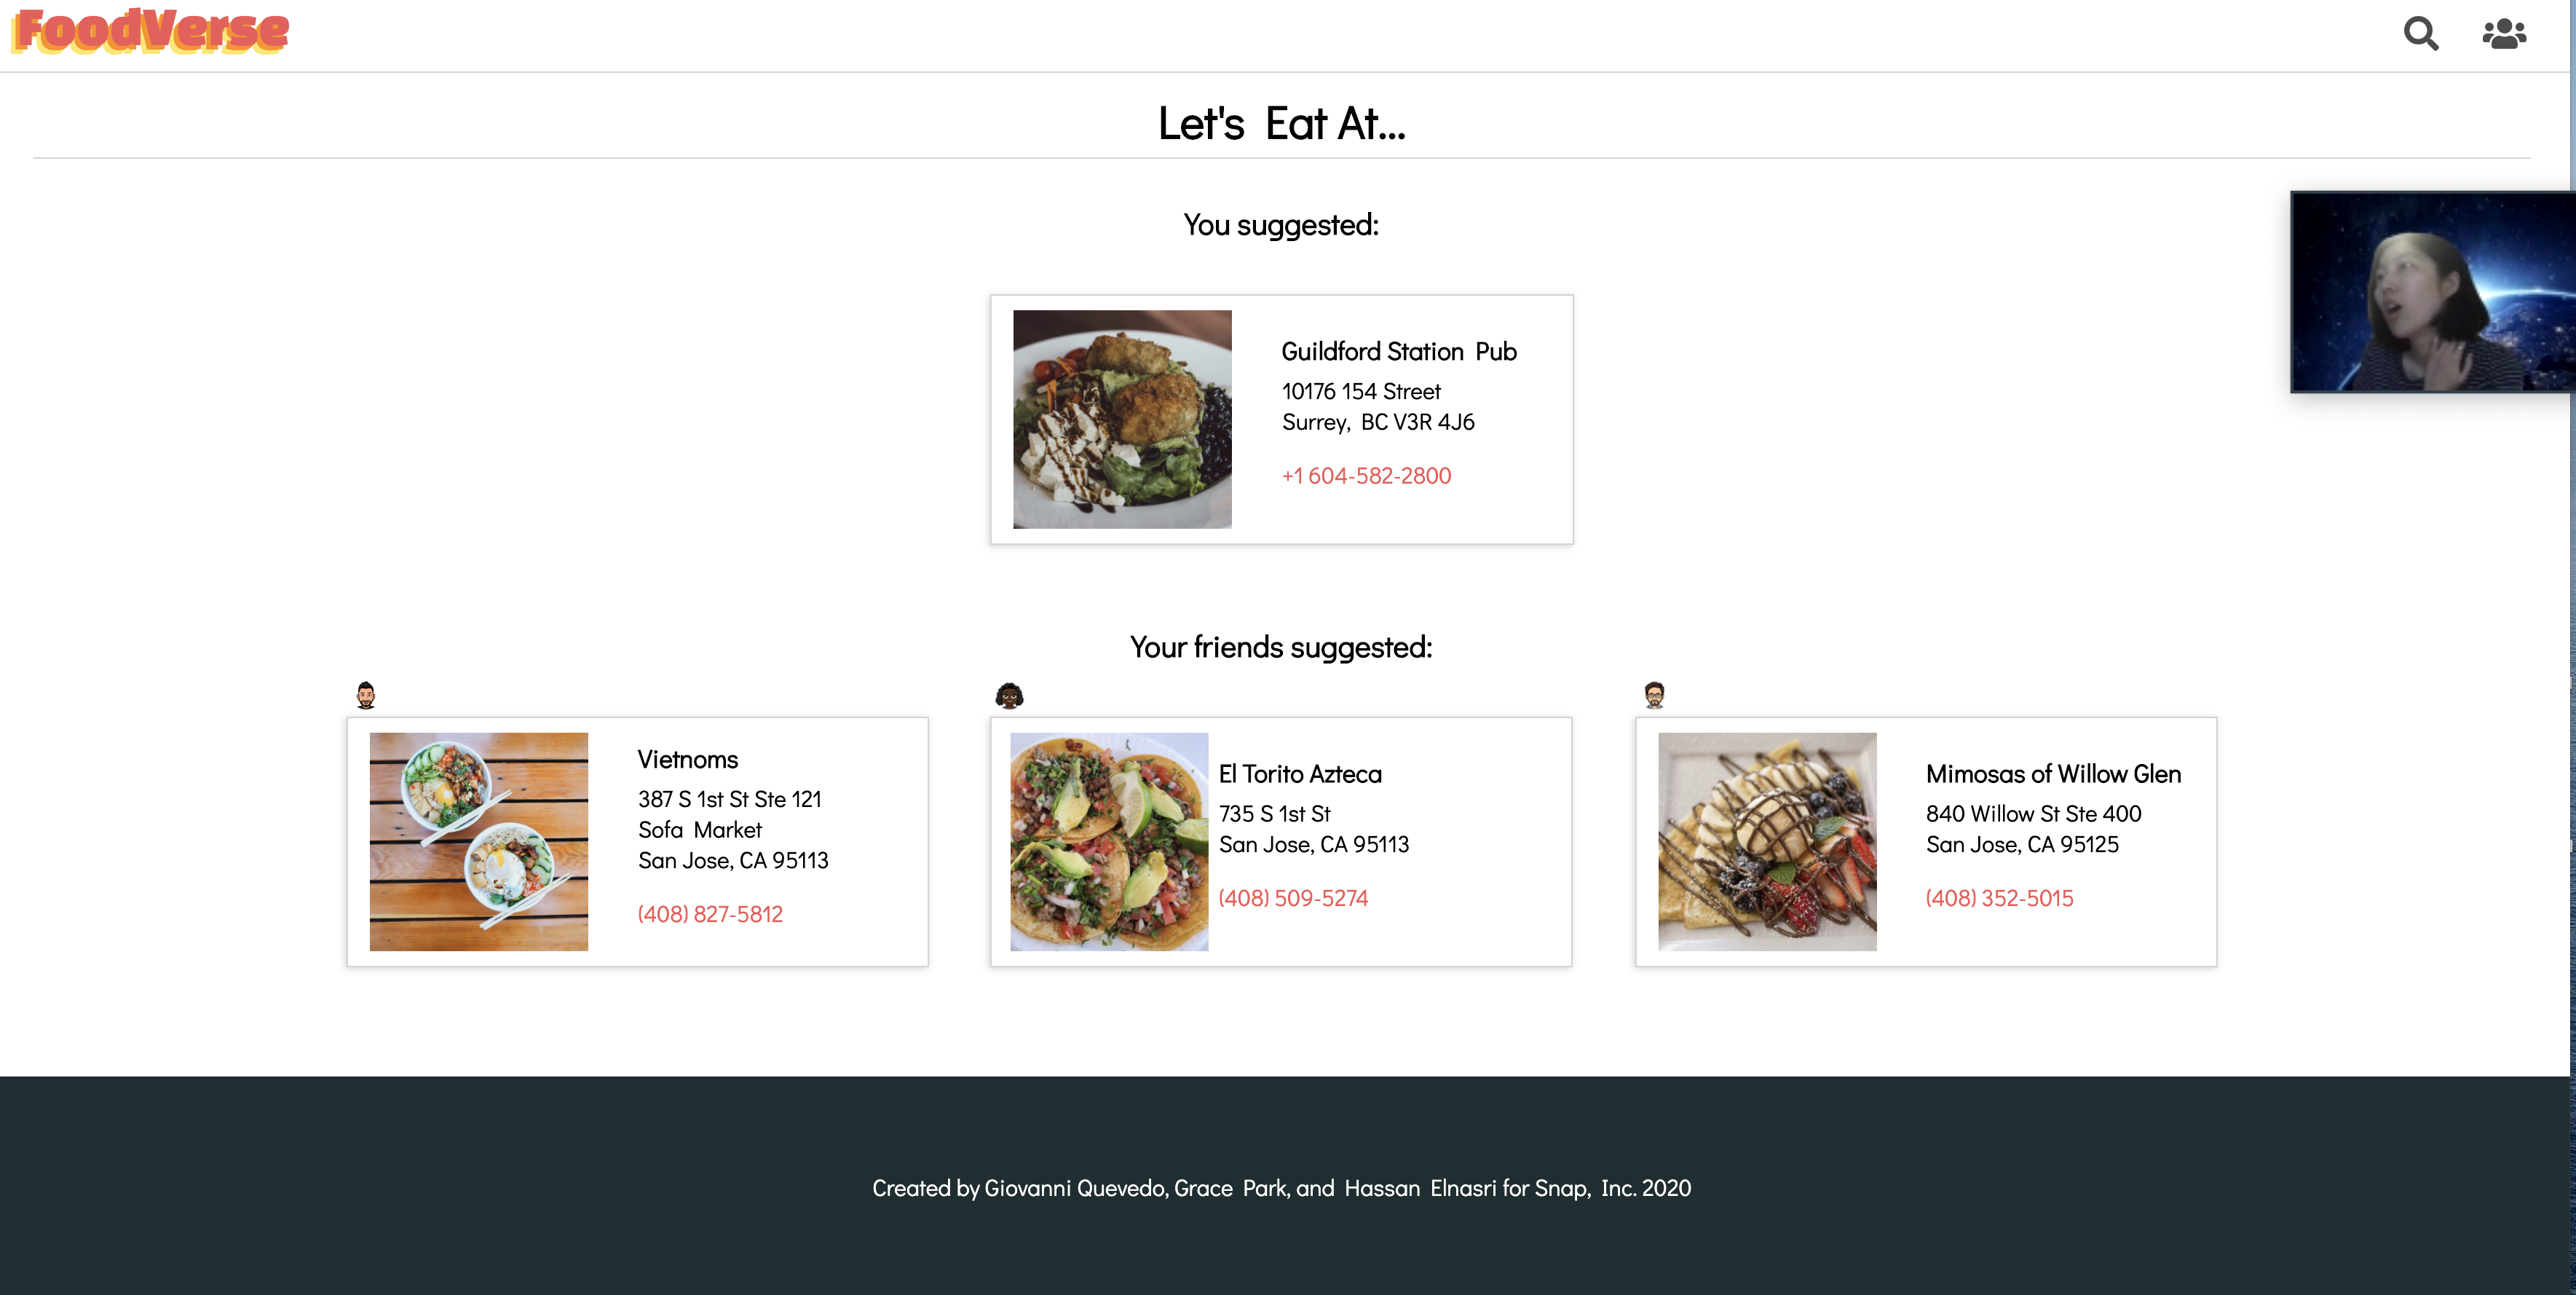 FoodVerse
Let's Eat At...
You suggested:
Guildford Station Pub
10176 154 Street
Surrey, BC V3R 4J6
+1 604-582-2800
Your friends suggested:
Vietnoms
387 S 1st St Ste 121
Sofa Market
San Jose, CA 95113
(408) 827-5812
El Torito Azteca
735 S 1st St
San Jose, CA 95113
(408) 509-5274
Mimosas of Willow Glen
840 Willow St Ste 400
San Jose, CA 95125
(408) 352-5015
Created by Giovanni Quevedo, Grace Park, and Hassan Elnasri for Snap, Inc. 2020